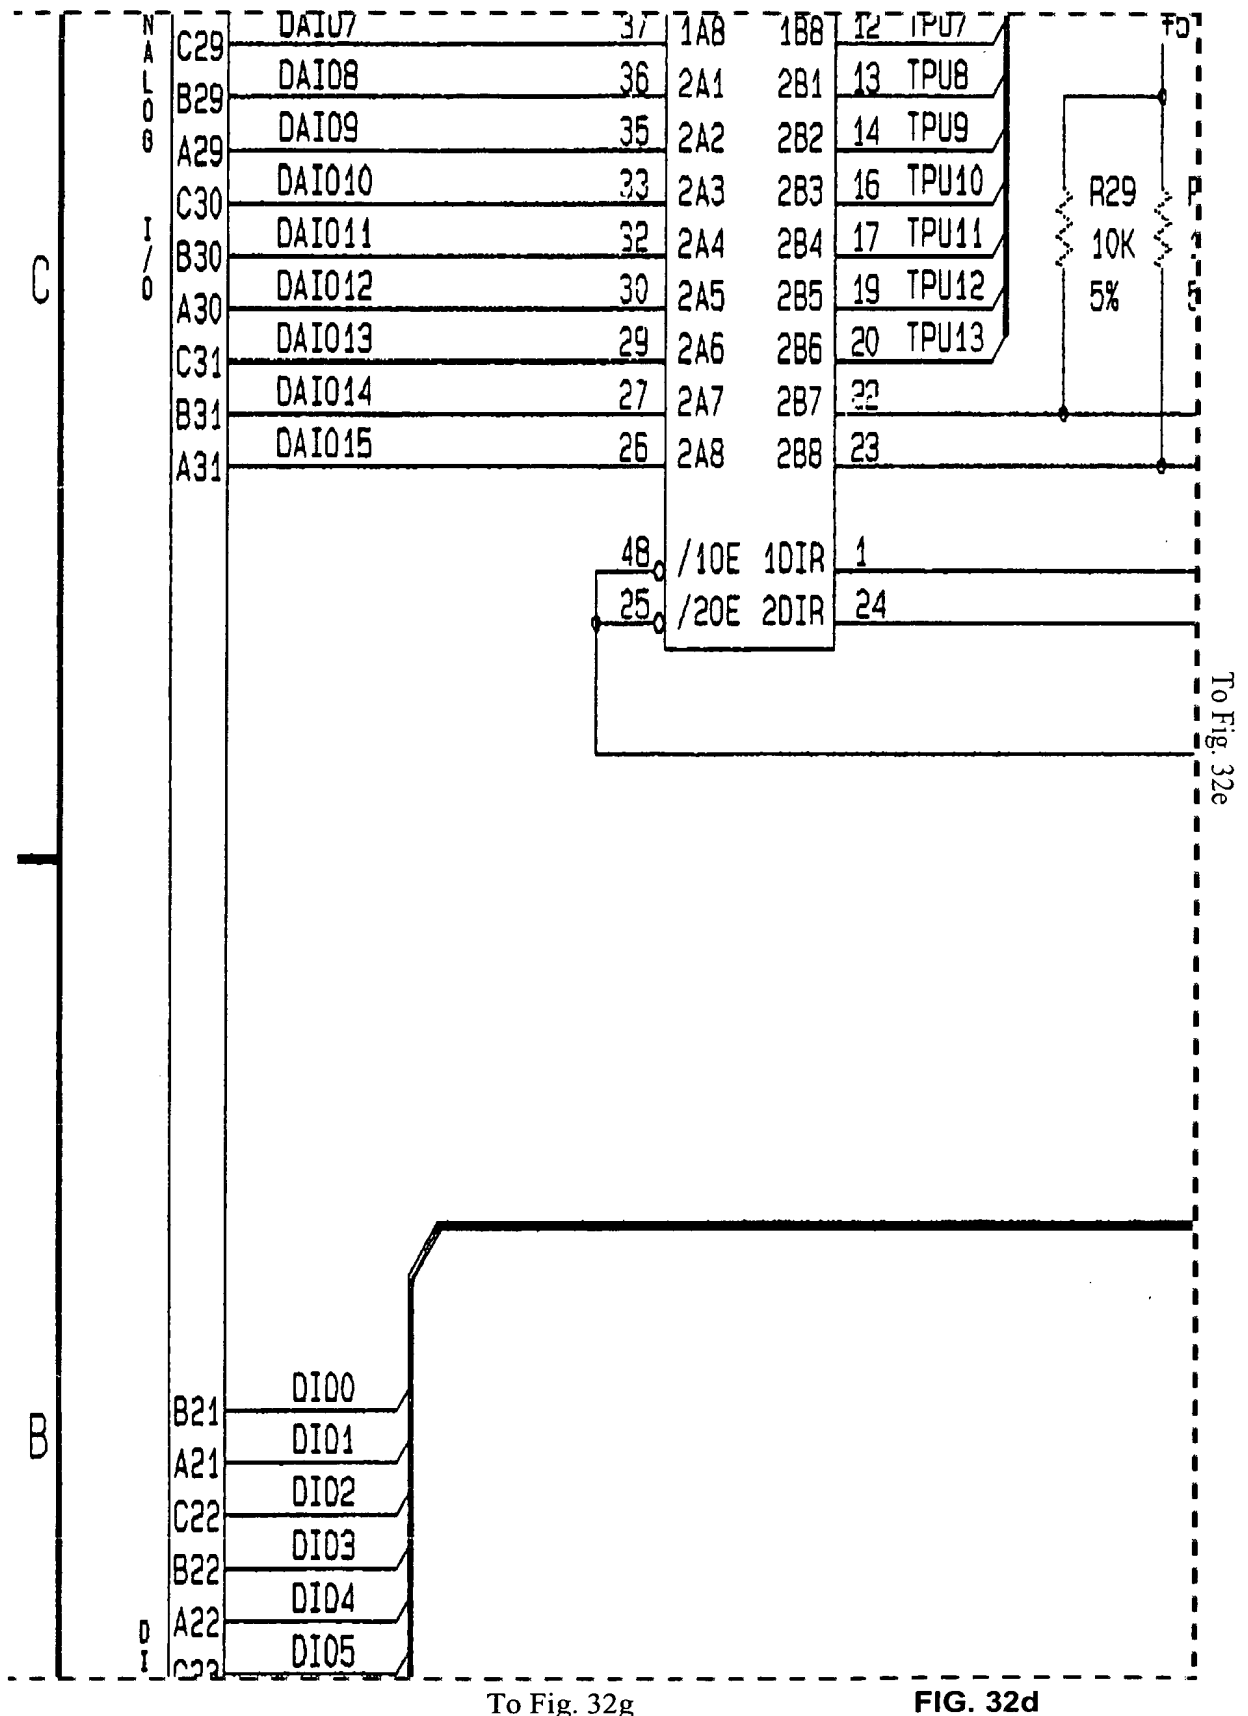 NALOG I/O
C29 DAIO7 37 1A8 1B8 12 TPU7
B29 DAIO8 36 2A1 2B1 13 TPU8
A29 DAIO9 35 2A2 2B2 14 TPU9
C30 DAIO10 33 2A3 2B3 16 TPU10
B30 DAIO11 32 2A4 2B4 17 TPU11
A30 DAIO12 30 2A5 2B5 19 TPU12
C31 DAIO13 29 2A6 2B6 20 TPU13
B31 DAIO14 27 2A7 2B7 22
A31 DAIO15 26 2A8 2B8 23
R29
10K
5%
C
48 /1OE 1DIR 1
25 /2OE 2DIR 24
To Fig. 32e
B
B21 DIO0
A21 DIO1
C22 DIO2
B22 DIO3
A22 DIO4
C23 DIO5
DI
To Fig. 32g
FIG. 32d